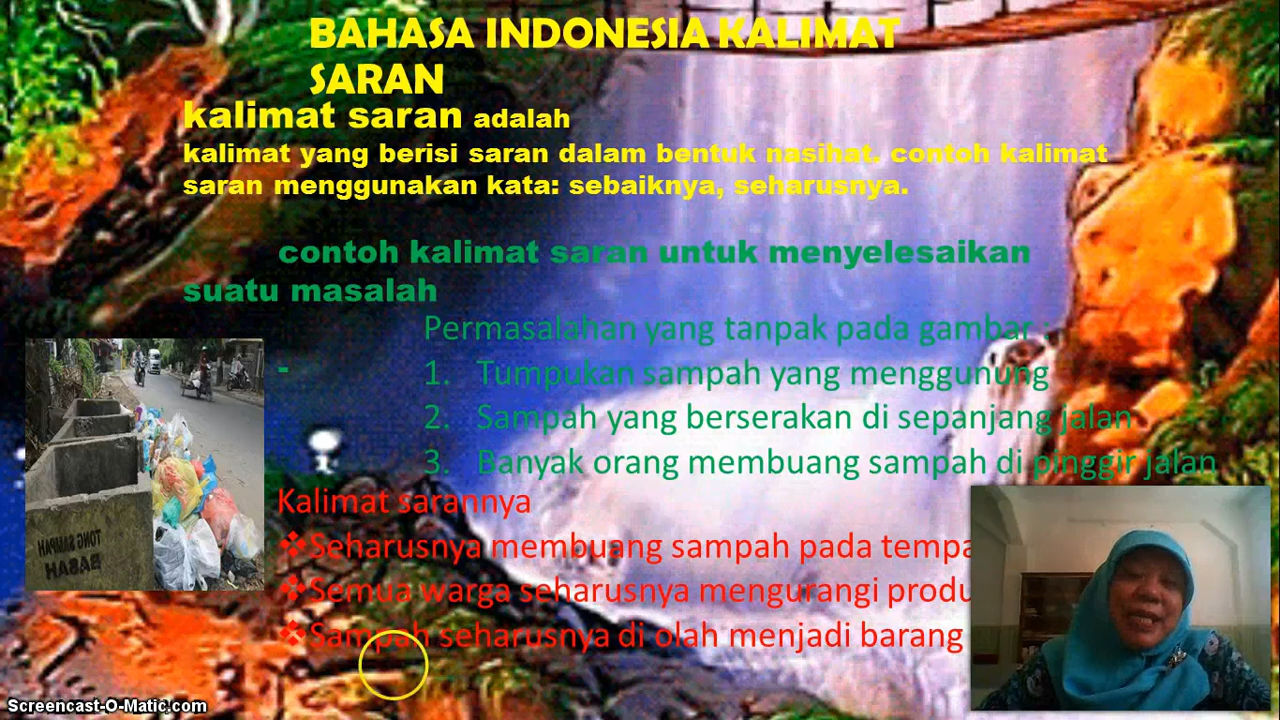 BAHASA INDONESIA KALIMAT
SARAN
kalimat saran adalah
kalimat yang berisi saran dalam bentuk nasihat. contoh kalimat
saran menggunakan kata: sebaiknya, seharusnya.
contoh kalimat saran untuk menyelesaikan
suatu masalah
Permasalahan yang tanpak pada gambar :
-
1. Tumpukan sampah yang menggunung
2. Sampah yang berserakan di sepanjang jalan
3. Banyak orang membuang sampah di pinggir jalan
Kalimat sarannya
❖Seharusnya membuang sampah pada tempa
❖Semua warga seharusnya mengurangi produ
❖Sampah seharusnya di olah menjadi barang
TONG SAMPAH
BASAH
Screencast-O-Matic.com